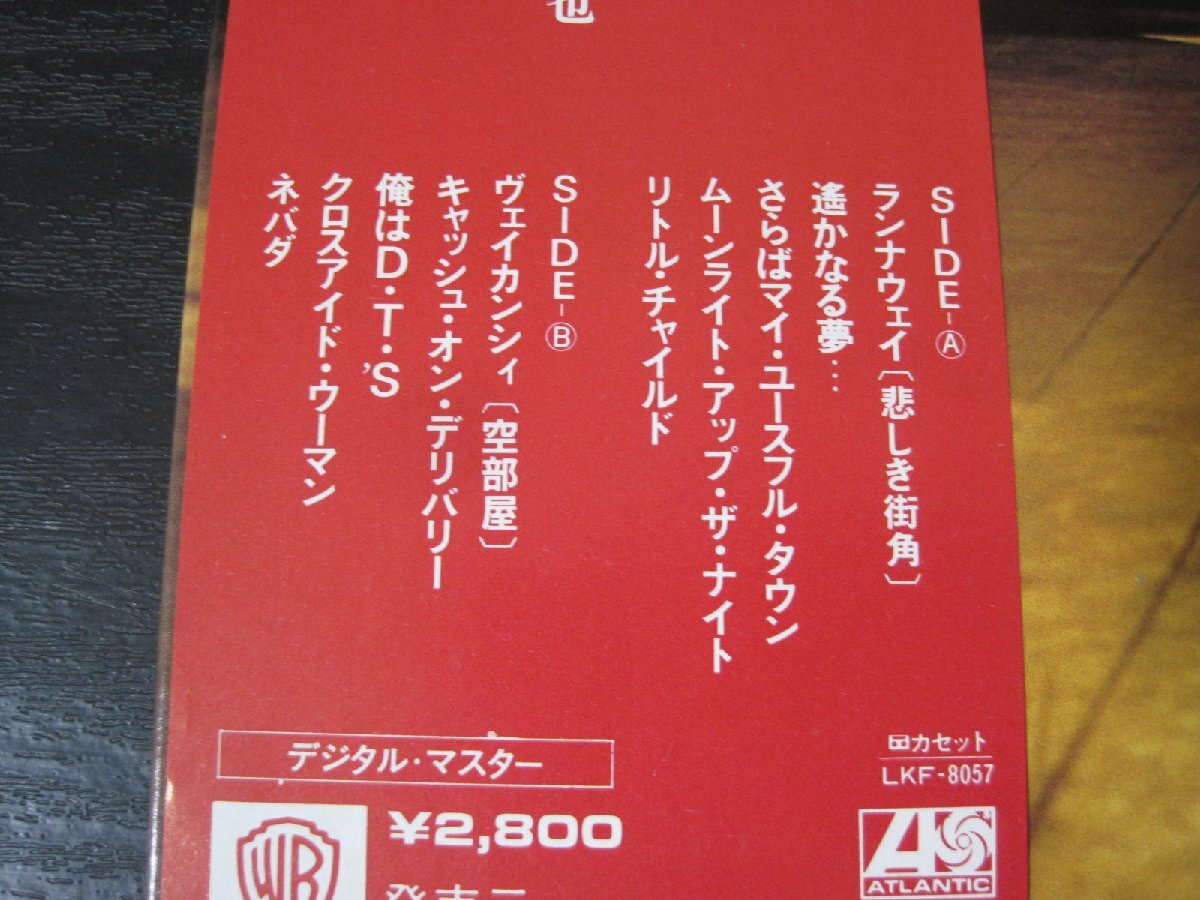 也
SIDE-Ⓐ
ランナウェイ〔悲しき街角〕
遙かなる夢…
さらばマイ・ユースフル・タウン
ムーンライト・アップ・ザ・ナイト
リトル・チャイルド
SIDE-Ⓑ
ヴェイカンシィ〔空部屋〕
キャッシュ・オン・デリバリー
俺はD・T・'S
クロスアイド・ウーマン
ネバダ
デジタル・マスター
カセット
LKF-8057
¥2,800
WB
ATLANTIC